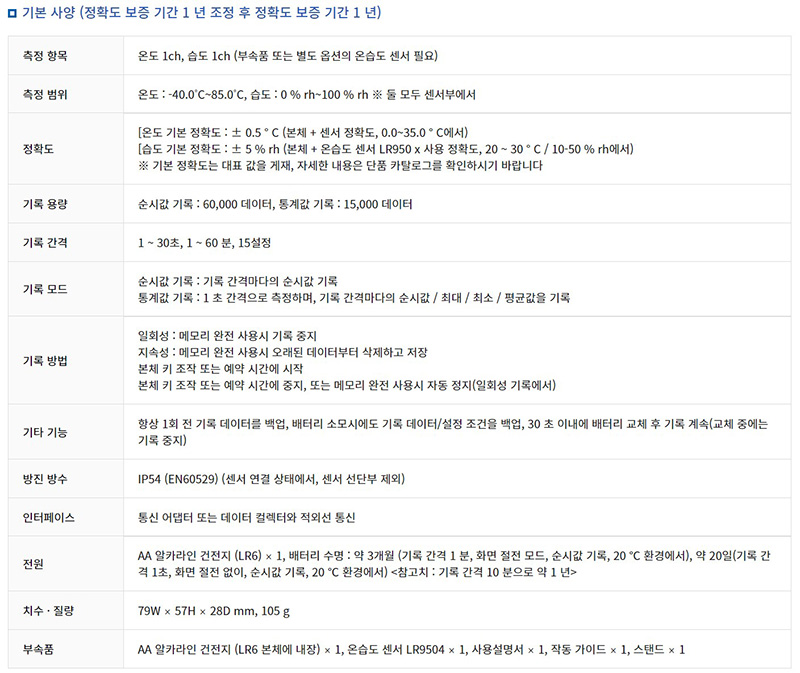 기본 사양 (정확도 보증 기간 1 년 조정 후 정확도 보증 기간 1 년)
측정 항목
온도 1ch, 습도 1ch (부속품 또는 별도 옵션의 온습도 센서 필요)
측정 범위
온도 : -40.0˚C~85.0˚C, 습도 : 0 % rh~100 % rh ※ 둘 모두 센서부에서
정확도
[온도 기본 정확도 : ± 0.5 ° C (본체 + 센서 정확도, 0.0~35.0 ° C에서)
[습도 기본 정확도 : ± 5 % rh (본체 + 온습도 센서 LR950 x 사용 정확도, 20 ~ 30 ° C / 10-50 % rh에서)
※ 기본 정확도는 대표 값을 게재, 자세한 내용은 단품 카탈로그를 확인하시기 바랍니다
기록 용량
순시값 기록 : 60,000 데이터, 통계값 기록 : 15,000 데이터
기록 간격
1 ~ 30초, 1 ~ 60 분, 15설정
기록 모드
순시값 기록 : 기록 간격마다의 순시값 기록
통계값 기록 : 1 초 간격으로 측정하며, 기록 간격마다의 순시값 / 최대 / 최소 / 평균값을 기록
기록 방법
일회성 : 메모리 완전 사용시 기록 중지
지속성 : 메모리 완전 사용시 오래된 데이터부터 삭제하고 저장
본체 키 조작 또는 예약 시간에 시작
본체 키 조작 또는 예약 시간에 중지, 또는 메모리 완전 사용시 자동 정지(일회성 기록에서)
기타 기능
항상 1회 전 기록 데이터를 백업, 배터리 소모시에도 기록 데이터/설정 조건을 백업, 30 초 이내에 배터리 교체 후 기록 계속(교체 중에는
기록 중지)
방진 방수
IP54 (EN60529) (센서 연결 상태에서, 센서 선단부 제외)
인터페이스
통신 어댑터 또는 데이터 컬렉터와 적외선 통신
전원
AA 알카라인 건전지 (LR6) × 1, 배터리 수명 : 약 3개월 (기록 간격 1 분, 화면 절전 모드, 순시값 기록, 20 °C 환경에서), 약 20일(기록 간
격 1초, 화면 절전 없이, 순시값 기록, 20 °C 환경에서) <참고치 : 기록 간격 10 분으로 약 1 년>
치수 · 질량
79W × 57H × 28D mm, 105 g
부속품
AA 알카라인 건전지 (LR6 본체에 내장) × 1, 온습도 센서 LR9504 × 1, 사용설명서 × 1, 작동 가이드 × 1, 스탠드 × 1